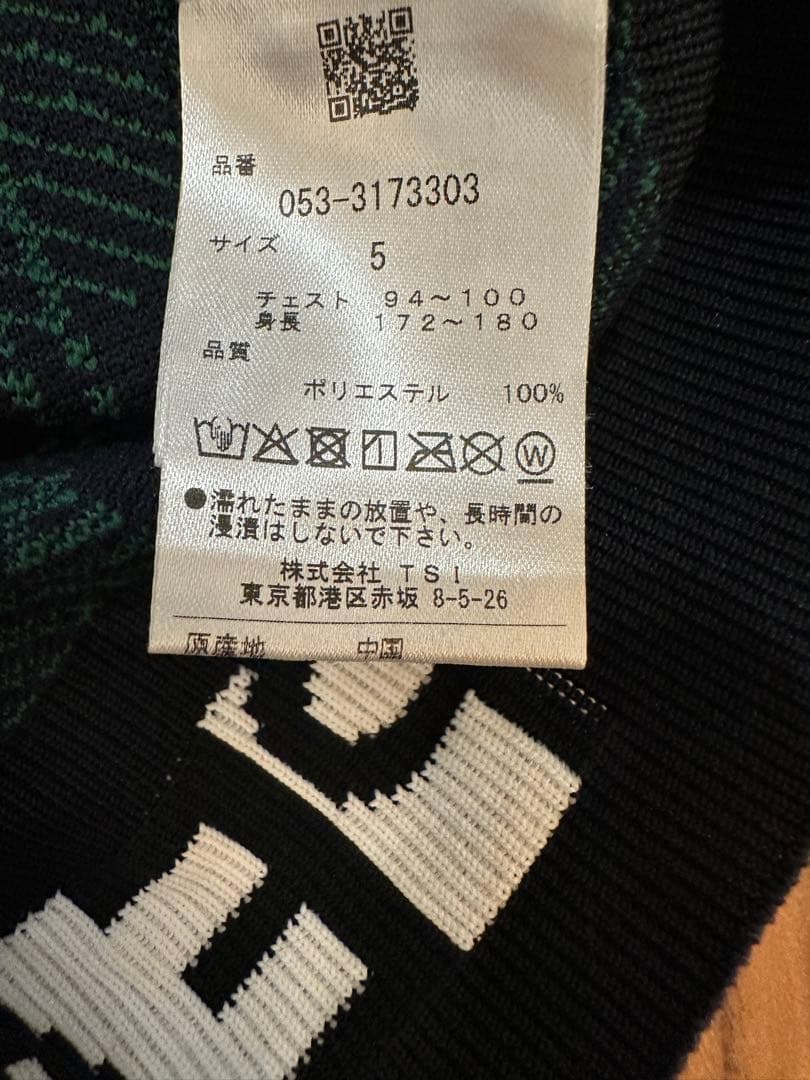 品番
053-3173303
サイズ
5
チェスト 94～100
身長 172～180
品質
ポリエステル 100%
W
●濡れたままの放置や、長時間の
浸漬はしないで下さい。
株式会社 TSI
東京都港区赤坂 8-5-26
原産地 中国